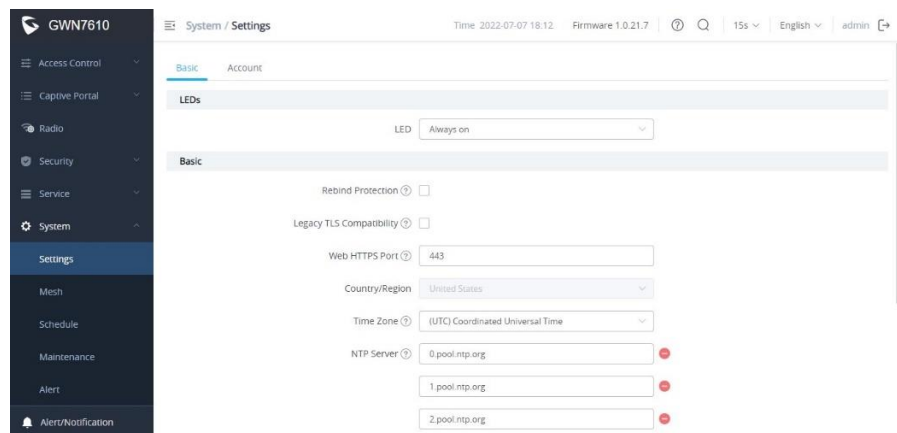 GWN7610
System / Settings
Time 2022-07-07 18:12
Firmware 1.0.21.7
15s
English
admin
Access Control
Captive Portal
Radio
Security
Service
System
Settings
Mesh
Schedule
Maintenance
Alert
Alert/Notification
Basic
Account
LEDs
LED Always on
Basic
Rebind Protection
Legacy TLS Compatibility
Web HTTPS Port 443
Country/Region United States
Time Zone (UTC) Coordinated Universal Time
NTP Server 0.pool.ntp.org
1.pool.ntp.org
2.pool.ntp.org